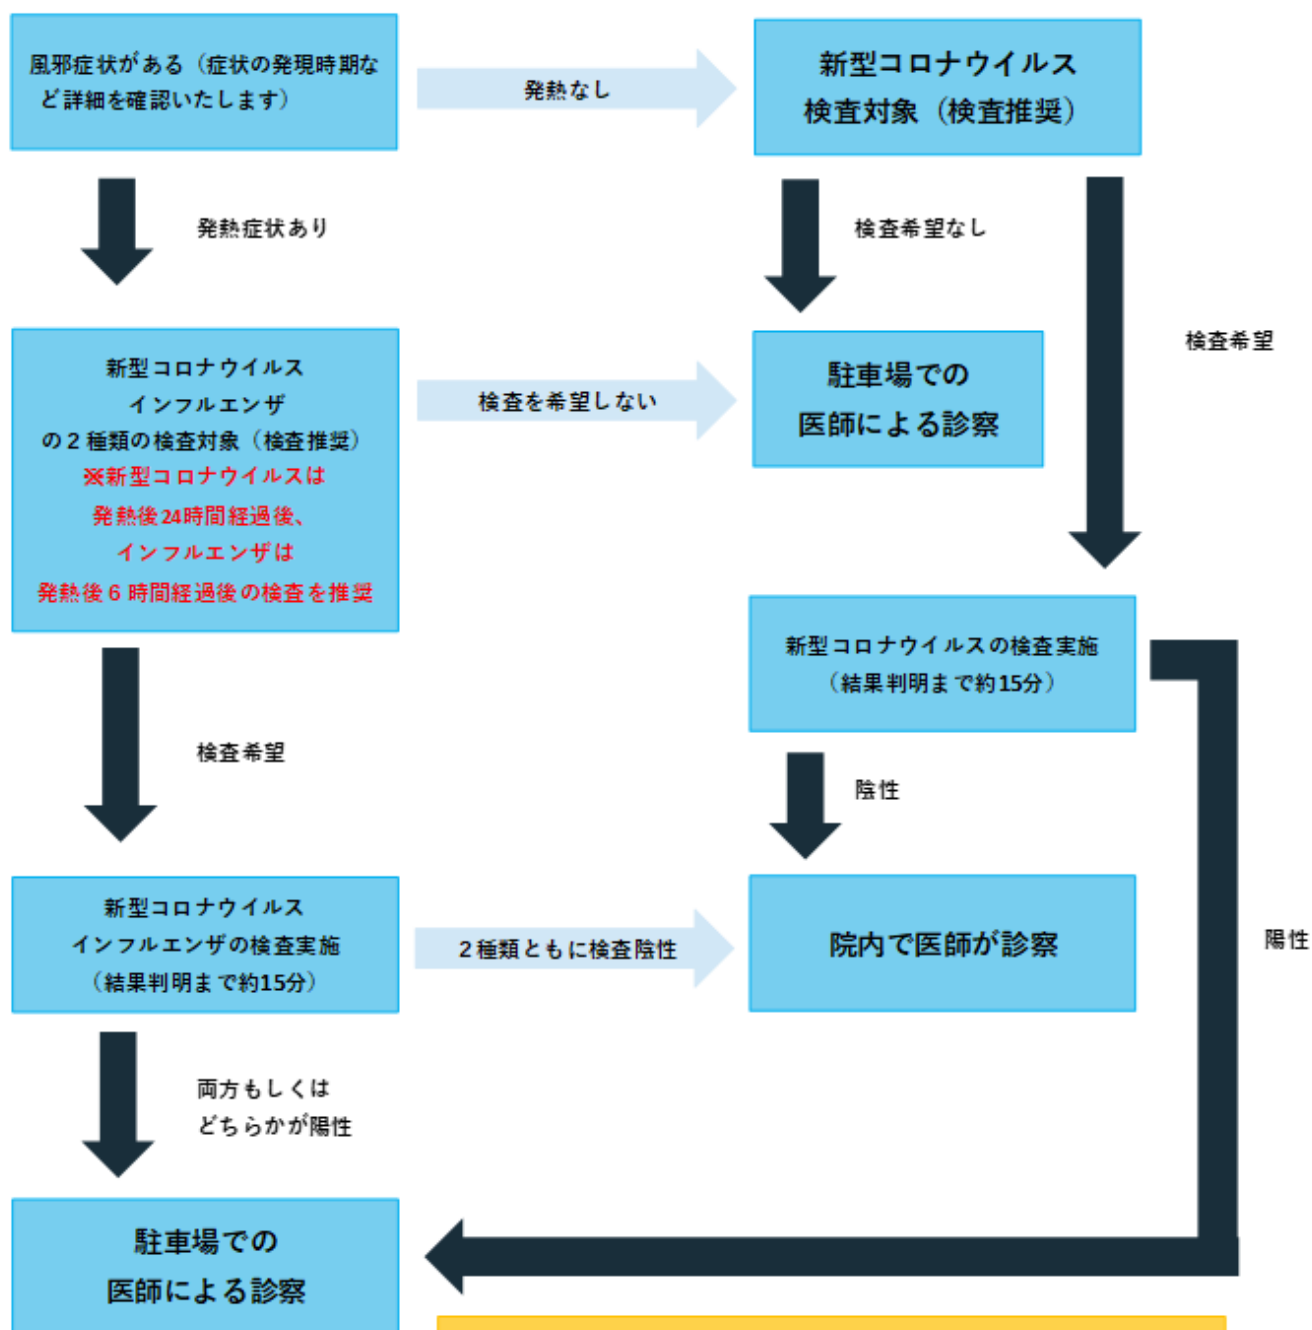 風邪症状がある（症状の発現時期な
ど詳細を確認いたします）
発熱なし
新型コロナウイルス
検査対象（検査推奨）
発熱症状あり
検査希望なし
検査希望
新型コロナウイルス
インフルエンザ
の２種類の検査対象（検査推奨）
※新型コロナウイルスは
発熱後24時間経過後、
インフルエンザは
発熱後６時間経過後の検査を推奨
検査を希望しない
駐車場での
医師による診察
新型コロナウイルスの検査実施
（結果判明まで約15分）
検査希望
陰性
陽性
新型コロナウイルス
インフルエンザの検査実施
（結果判明まで約15分）
２種類ともに検査陰性
院内で医師が診察
両方もしくは
どちらかが陽性
駐車場での
医師による診察